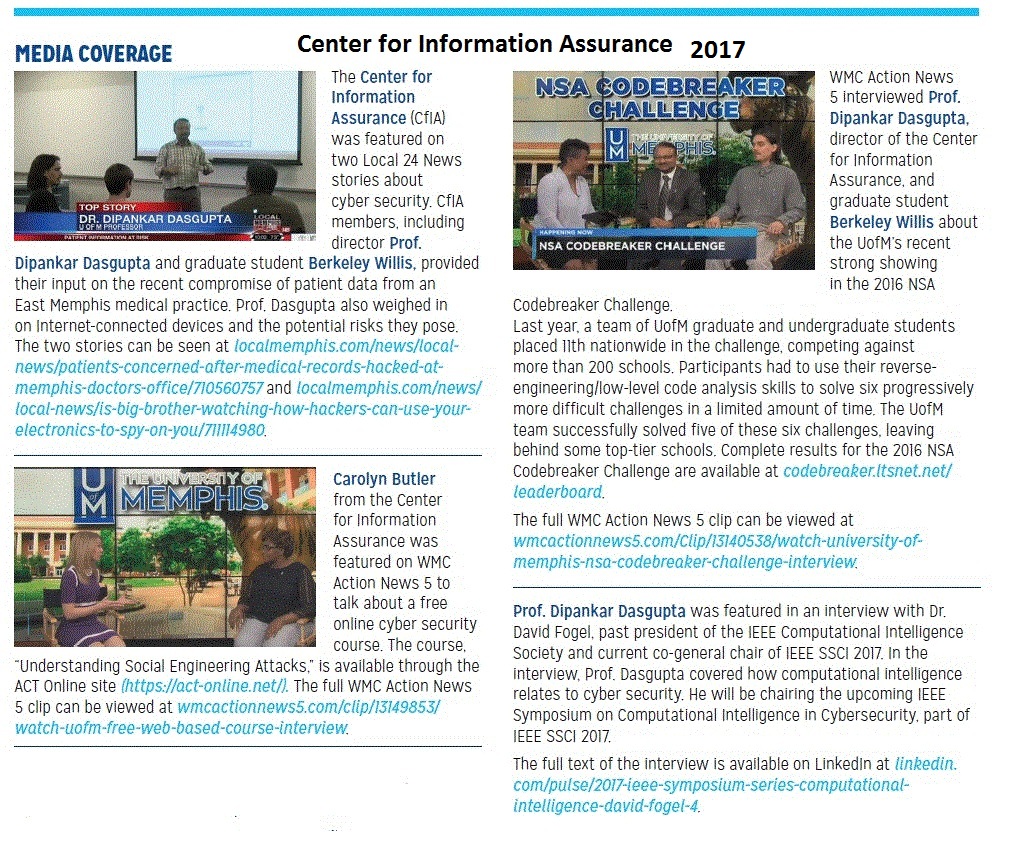 MEDIA COVERAGE
Center for Information Assurance 2017
TOP STORY
DR. DIPANKAR DASGUPTA
U OF M PROFESSOR
LOCAL
PATIENT INFORMATION AT RISK
The Center for
Information
Assurance (CfIA)
was featured on
two Local 24 News
stories about
cyber security. CfIA
members, including
director Prof.
Dipankar Dasgupta and graduate student Berkeley Willis, provided
their input on the recent compromise of patient data from an
East Memphis medical practice. Prof. Dasgupta also weighed in
on Internet-connected devices and the potential risks they pose.
The two stories can be seen at localmemphis.com/news/local-
news/patients-concerned-after-medical-records-hacked-at-
memphis-doctors-office/710560757 and localmemphis.com/news/
local-news/is-big-brother-watching-how-hackers-can-use-your-
electronics-to-spy-on-you/711114980.
U of M
THE UNIVERSITY OF
MEMPHIS.
Carolyn Butler
from the Center
for Information
Assurance was
featured on WMC
Action News 5 to
talk about a free
online cyber security
course. The course,
"Understanding Social Engineering Attacks," is available through the
ACT Online site (https://act-online.net/). The full WMC Action News
5 clip can be viewed at wmcactionnews5.com/clip/13149853/
watch-uofm-free-web-based-course-interview.
NSA CODEBREAKER
CHALLENGE
UM
THE UNIVERSITY OF
MEMPHIS
HAPPENING NOW
NSA CODEBREAKER CHALLENGE
WMC Action News
5 interviewed Prof.
Dipankar Dasgupta,
director of the Center
for Information
Assurance, and
graduate student
Berkeley Willis about
the UofM's recent
strong showing
in the 2016 NSA
Codebreaker Challenge.
Last year, a team of UofM graduate and undergraduate students
placed 11th nationwide in the challenge, competing against
more than 200 schools. Participants had to use their reverse-
engineering/low-level code analysis skills to solve six progressively
more difficult challenges in a limited amount of time. The UofM
team successfully solved five of these six challenges, leaving
behind some top-tier schools. Complete results for the 2016 NSA
Codebreaker Challenge are available at codebreaker.ltsnet.net/
leaderboard.
The full WMC Action News 5 clip can be viewed at
wmcactionnews5.com/Clip/13140538/watch-university-of-
memphis-nsa-codebreaker-challenge-interview.
Prof. Dipankar Dasgupta was featured in an interview with Dr.
David Fogel, past president of the IEEE Computational Intelligence
Society and current co-general chair of IEEE SSCI 2017. In the
interview, Prof. Dasgupta covered how computational intelligence
relates to cyber security. He will be chairing the upcoming IEEE
Symposium on Computational Intelligence in Cybersecurity, part of
IEEE SSCI 2017.
The full text of the interview is available on LinkedIn at linkedin.
com/pulse/2017-ieee-symposium-series-computational-
intelligence-david-fogel-4.